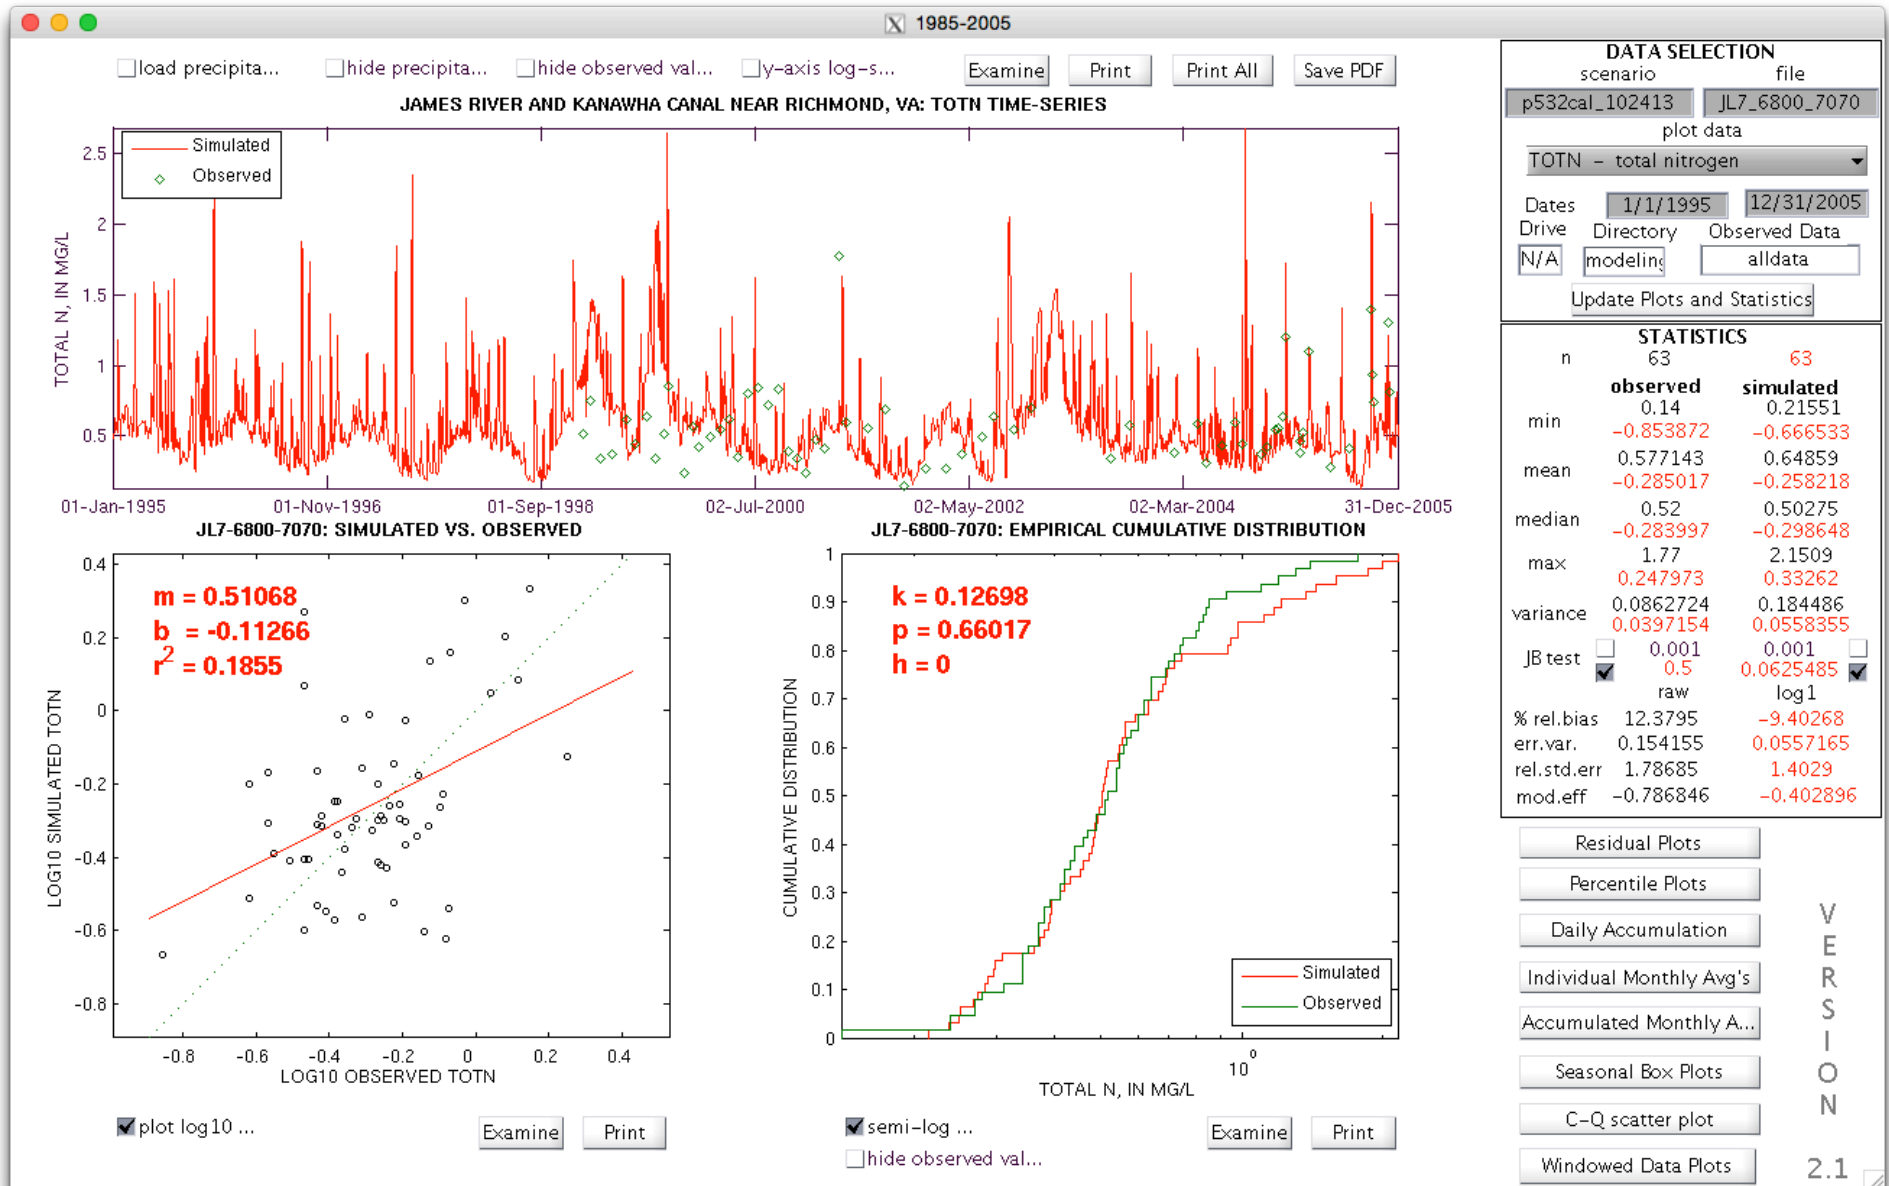 1985-2005
load precipita...
hide precipita...
hide observed val...
y-axis log-s...
Examine
Print
Print All
Save PDF
JAMES RIVER AND KANAWHA CANAL NEAR RICHMOND, VA: TOTN TIME-SERIES
TOTAL N, IN MG/L
2.5
2
1.5
1
0.5
Simulated
Observed
01-Jan-1995
01-Nov-1996
01-Sep-1998
02-Jul-2000
02-May-2002
02-Mar-2004
31-Dec-2005
JL7-6800-7070: SIMULATED VS. OBSERVED
m = 0.51068
b = -0.11266
r² = 0.1855
LOG10 SIMULATED TOTN
0.4
0.2
0
-0.2
-0.4
-0.6
-0.8
-0.8
-0.6
-0.4
-0.2
0
0.2
0.4
LOG10 OBSERVED TOTN
plot log10 ...
Examine
Print
JL7-6800-7070: EMPIRICAL CUMULATIVE DISTRIBUTION
k = 0.12698
p = 0.66017
h = 0
CUMULATIVE DISTRIBUTION
1
0.9
0.8
0.7
0.6
0.5
0.4
0.3
0.2
0.1
0
Simulated
Observed
10⁰
TOTAL N, IN MG/L
semi-log ...
hide observed val...
Examine
Print
DATA SELECTION
scenario file
p532cal_102413 JL7_6800_7070
plot data
TOTN - total nitrogen
Dates 1/1/1995 12/31/2005
Drive Directory Observed Data
N/A modeling alldata
Update Plots and Statistics
STATISTICS
n 63 63
observed simulated
min 0.14 0.21551
-0.853872 -0.666533
mean 0.577143 0.64859
-0.285017 -0.258218
median 0.52 0.50275
-0.283997 -0.298648
max 1.77 2.1509
0.247973 0.33262
variance 0.0862724 0.184486
0.0397154 0.0558355
JB test 0.001 0.001
0.5 0.0625485
raw log1
% rel.bias 12.3795 -9.40268
err.var. 0.154155 0.0557165
rel.std.err 1.78685 1.4029
mod.eff -0.786846 -0.402896
Residual Plots
Percentile Plots
Daily Accumulation
Individual Monthly Avg's
Accumulated Monthly A...
Seasonal Box Plots
C-Q scatter plot
Windowed Data Plots
VERSION
2.1